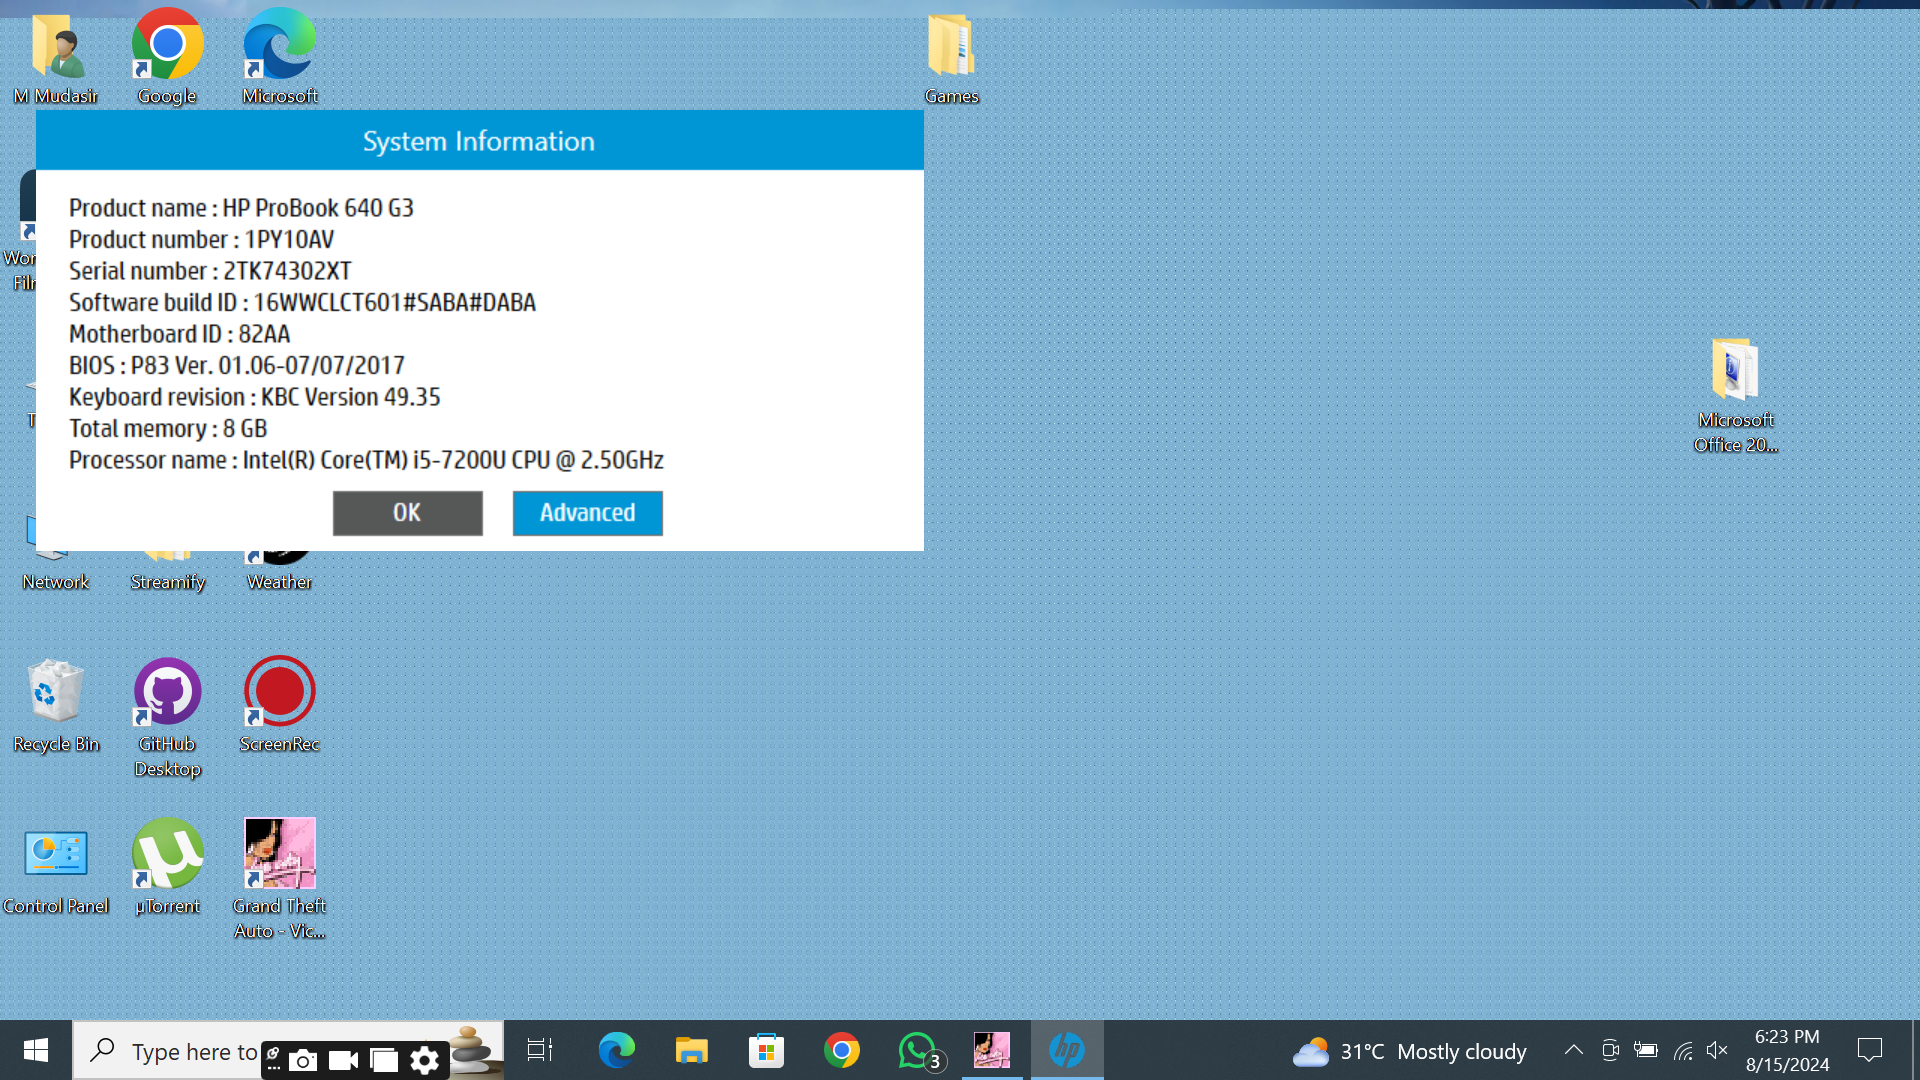 M Mudasir
Google
Microsoft
Games
System Information
Product name : HP ProBook 640 G3
Product number : 1PY10AV
Serial number : 2TK74302XT
Software build ID : 16WWCLCT601#SABA#DABA
Motherboard ID : 82AA
BIOS : P83 Ver. 01.06-07/07/2017
Keyboard revision : KBC Version 49.35
Total memory : 8 GB
Processor name : Intel(R) Core(TM) i5-7200U CPU @ 2.50GHz
OK
Advanced
Microsoft
Office 20...
Network
Streamify
Weather
Recycle Bin
GitHub
Desktop
ScreenRec
Control Panel
µTorrent
Grand Theft
Auto - Vic...
Type here to
3
hp
31°C Mostly cloudy
6:23 PM
8/15/2024